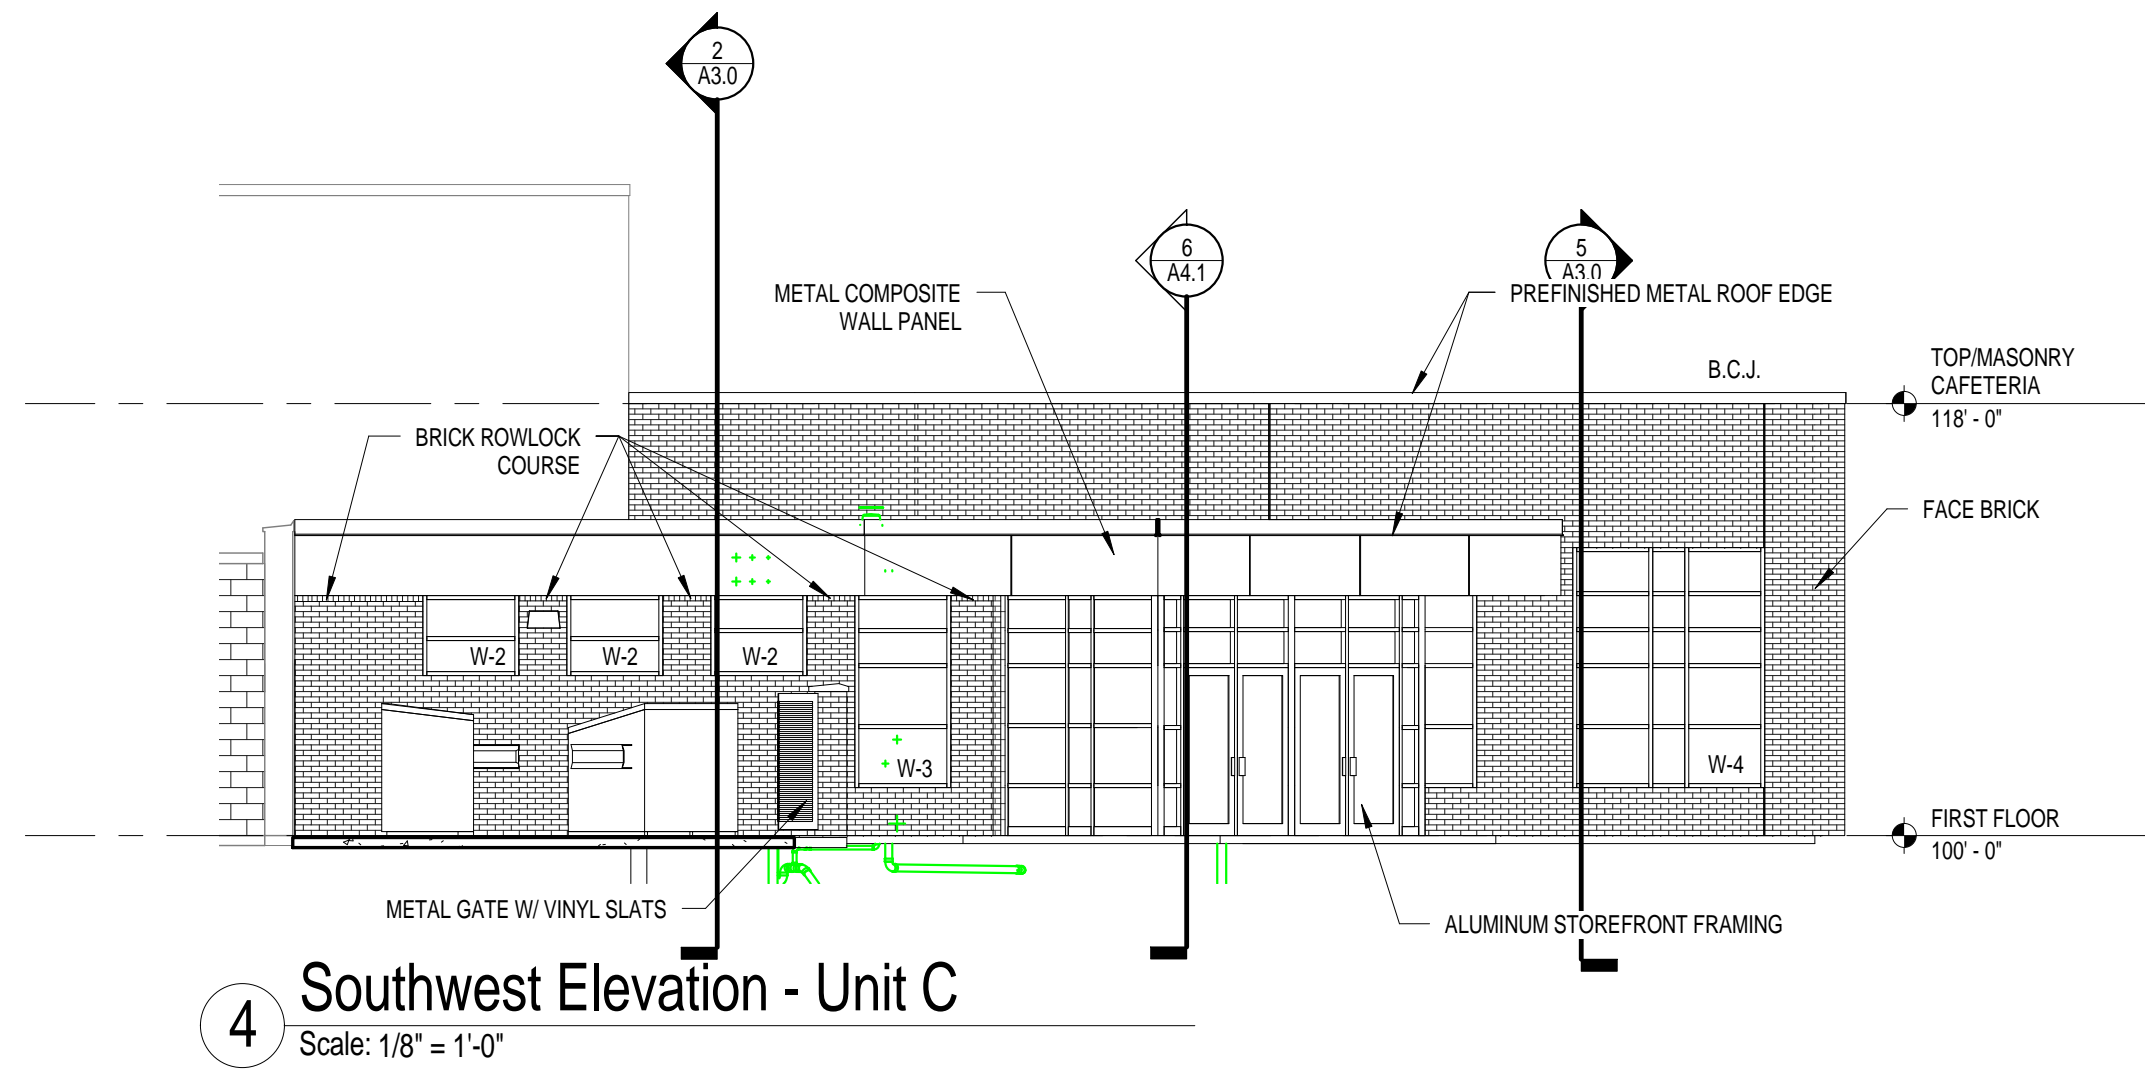 2
A3.0
6
A4.1
5
A3.0
METAL COMPOSITE
WALL PANEL
PREFINISHED METAL ROOF EDGE
B.C.J.
TOP/MASONRY
CAFETERIA
118' - 0"
BRICK ROWLOCK
COURSE
FACE BRICK
W-2
W-2
W-2
W-3
W-4
FIRST FLOOR
100' - 0"
METAL GATE W/ VINYL SLATS
ALUMINUM STOREFRONT FRAMING
4
Southwest Elevation - Unit C
Scale: 1/8" = 1'-0"